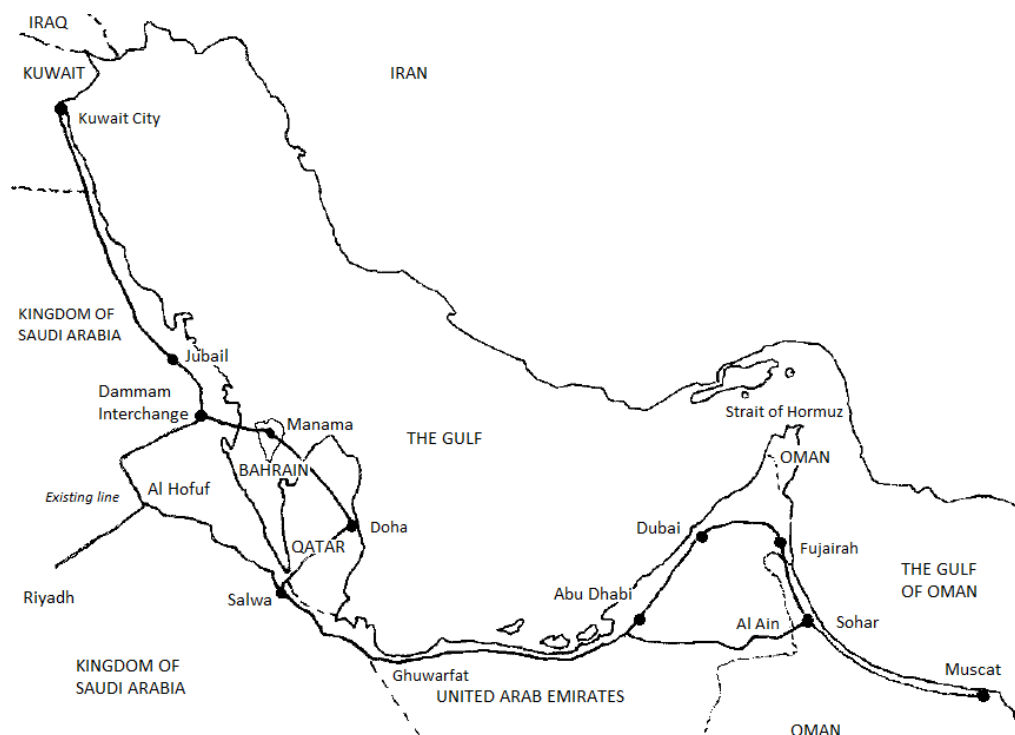 IRAQ
IRAN
KUWAIT
Kuwait City
KINGDOM OF
SAUDI ARABIA
Jubail
Dammam
Interchange
Manama
Strait of Hormuz
THE GULF
OMAN
BAHRAIN
Al Hofuf
Existing line
Doha
Dubai
Fujairah
QATAR
THE GULF
OF OMAN
Riyadh
Salwa
Abu Dhabi
Al Ain
Sohar
KINGDOM OF
SAUDI ARABIA
Ghuwarfat
Muscat
UNITED ARAB EMIRATES
OMAN